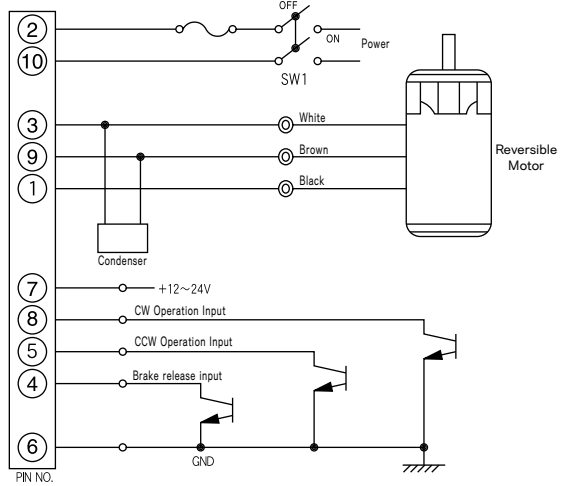 OFF
2
ON
Power
10
SW1
3
White
9
Brown
Reversible
Motor
1
Black
Condenser
7
+12~24V
8
CW Operation Input
5
CCW Operation Input
4
Brake release input
6
GND
PIN NO.